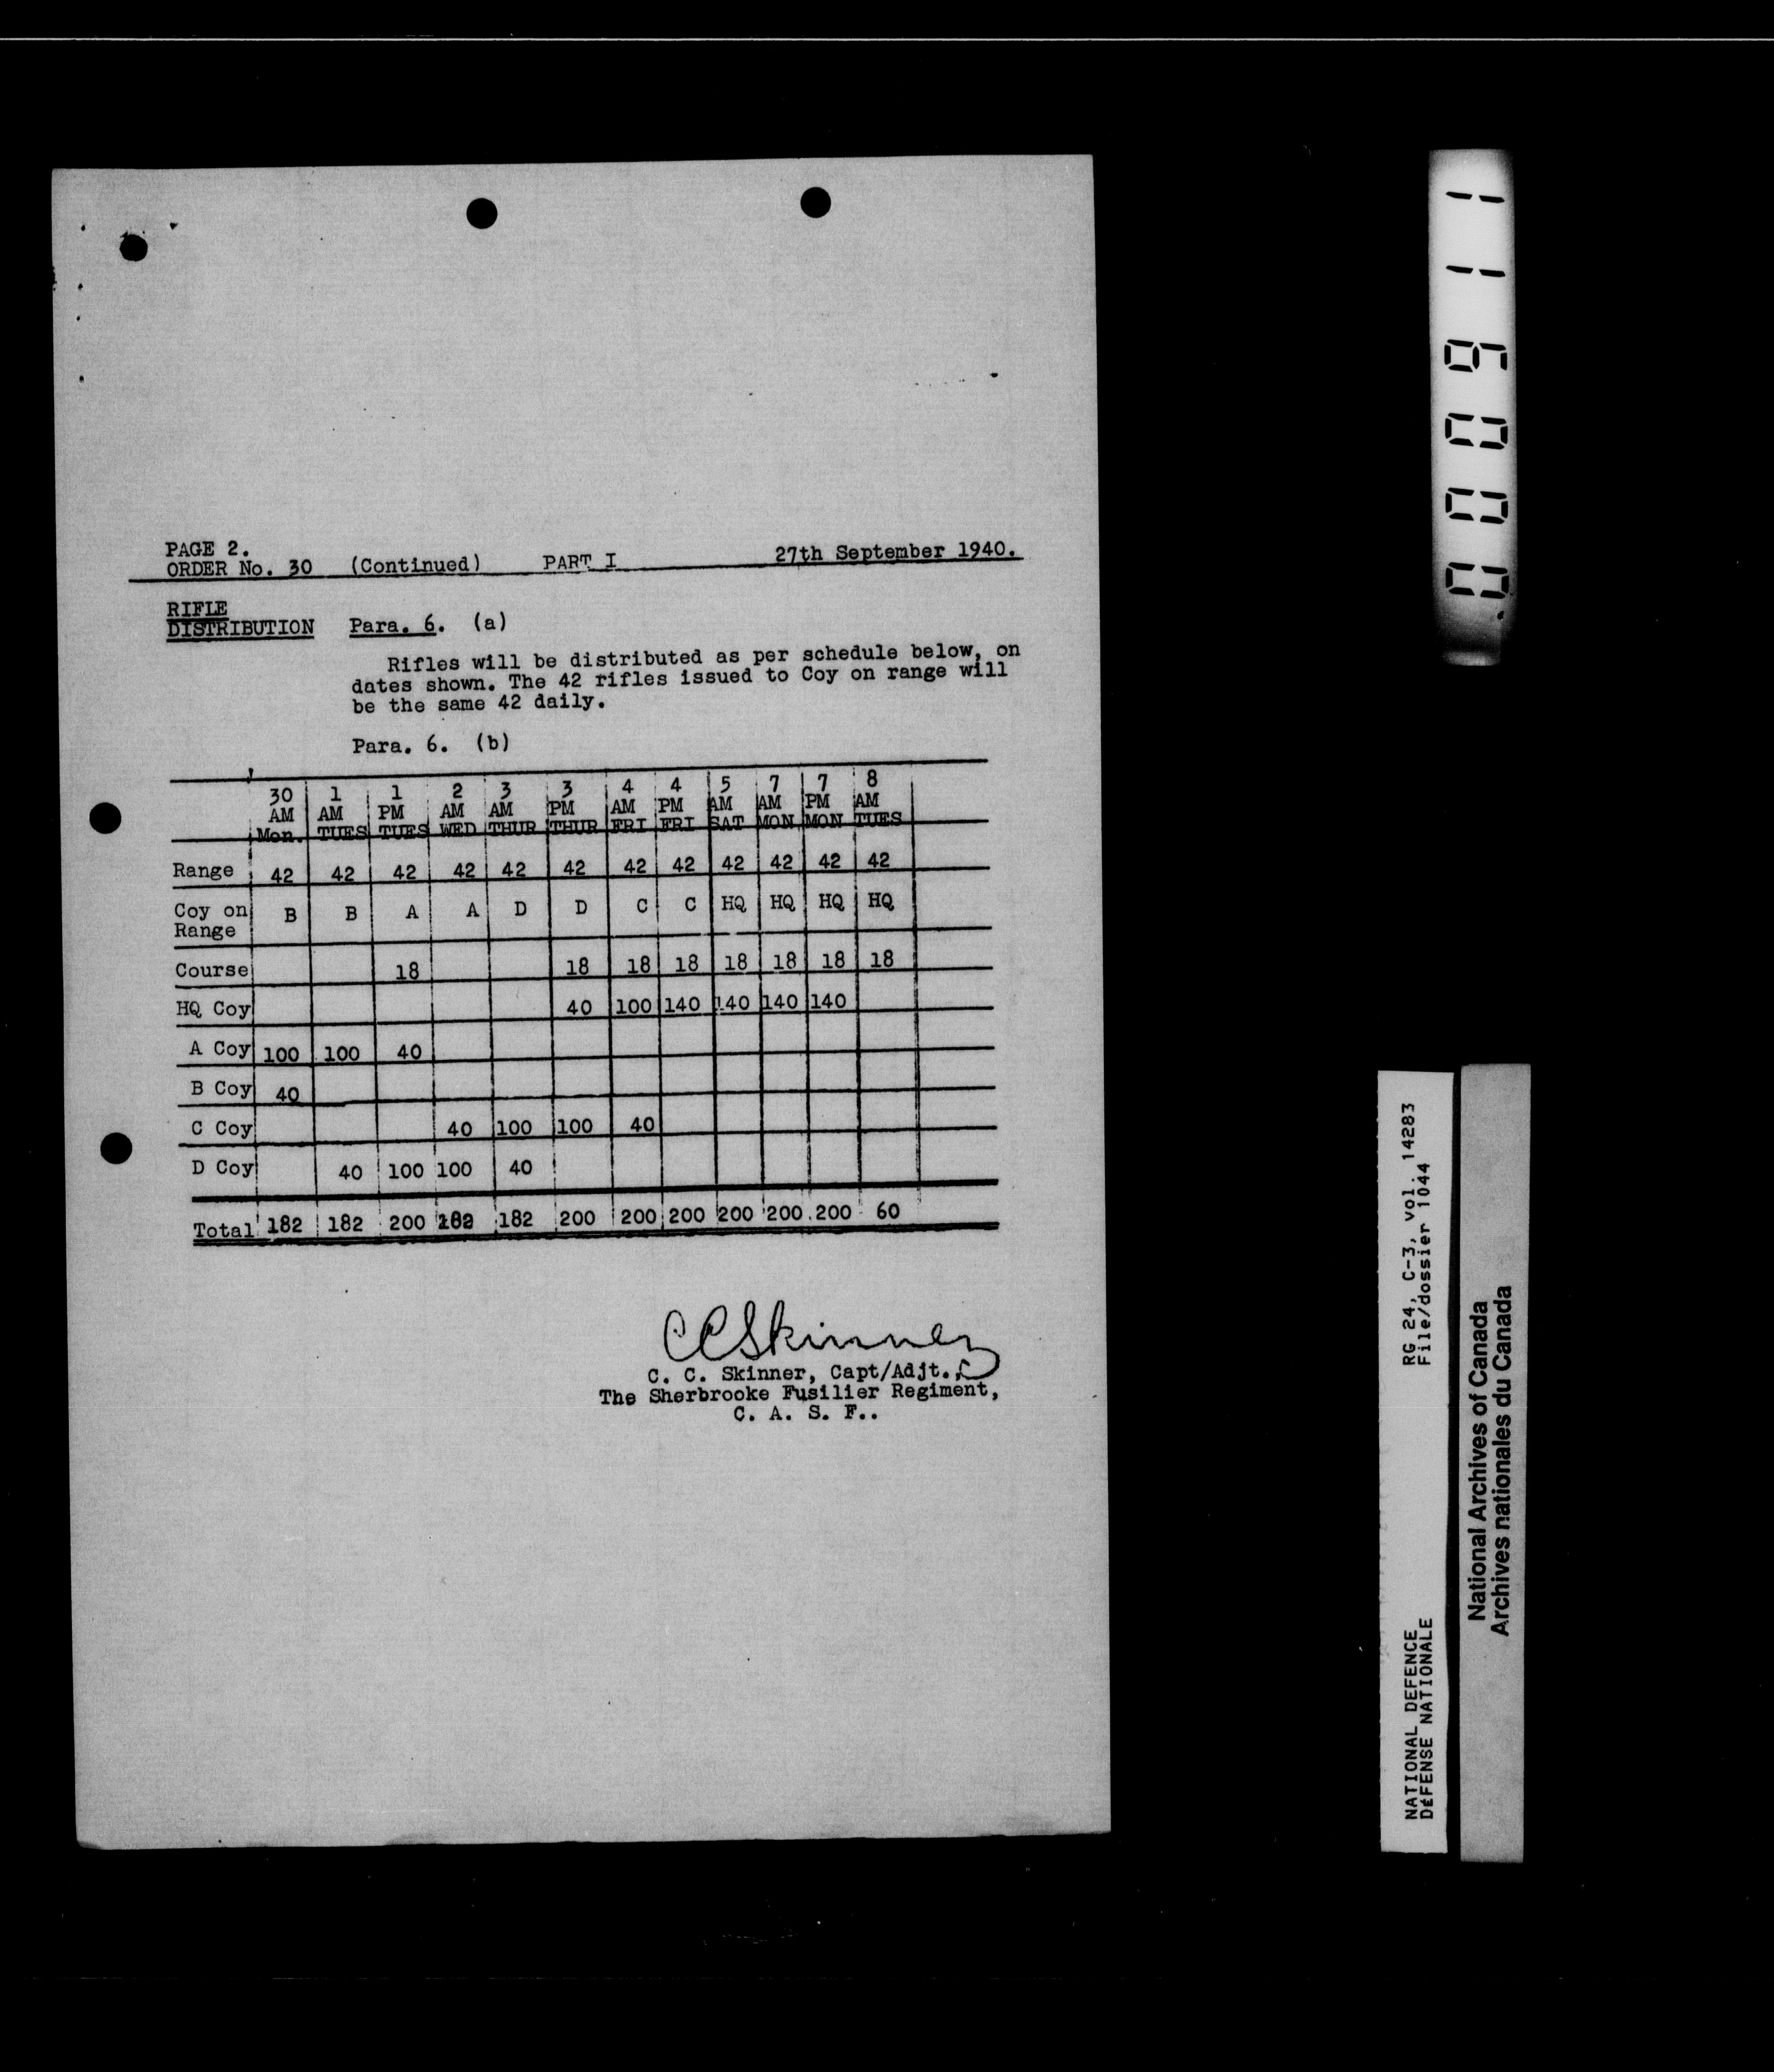 PAGE 2.
ORDER No. 30 (Continued) PART I 27th September 1940.
RIFLE
DISTRIBUTION Para. 6. (a)
Rifles will be distributed as per schedule below, on
dates shown. The 42 rifles issued to Coy on range will
be the same 42 daily.
Para. 6. (b)
30 1 1 2 3 3 4 4 5 7 7 8
AM AM PM AM AM PM AM PM AM AM PM AM
Mon. TUES TUES WED THUR THUR FRI FRI SAT MON MON TUES
Range 42 42 42 42 42 42 42 42 42 42 42 42
Coy on B B A A D D C C HQ HQ HQ HQ
Range
Course 18 18 18 18 18 18 18 18
HQ Coy 40 100 140 140 140 140
A Coy 100 100 40
B Coy 40
C Coy 40 100 100 40
D Coy 40 100 100 40
Total 182 182 200 182 182 200 200 200 200 200 200 60
CCSkinner
C. C. Skinner, Capt/Adjt.,
The Sherbrooke Fusilier Regiment,
C. A. S. F..
000911
RG 24, C-3, vol. 14283
File/dossier 1044
NATIONAL DEFENCE
DÉFENSE NATIONALE
National Archives of Canada
Archives nationales du Canada